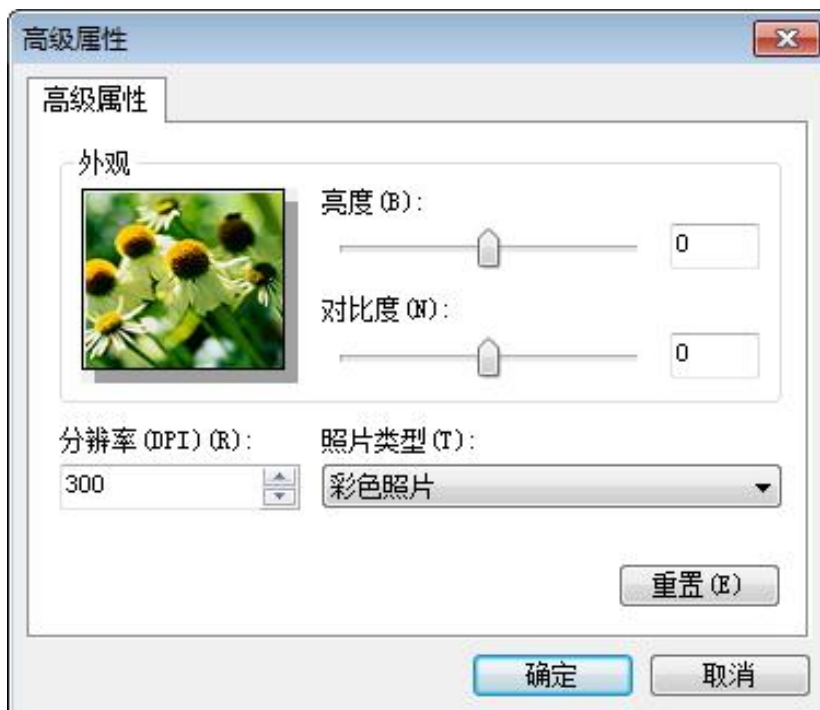 高级属性
高级属性
外观
亮度(B):
0
对比度(N):
0
分辨率(DPI)(R):
300
照片类型(T):
彩色照片
重置(E)
确定
取消